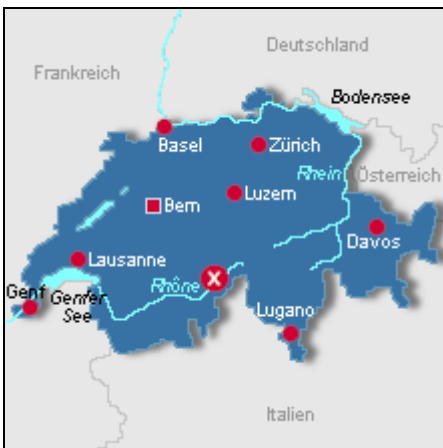 Deutschland
Frankreich
Bodensee
Basel
Zürich
Rhein
Österreich
Bern
Luzern
Davos
Lausanne
Rhône
X
Genf
Genfer
See
Lugano
Italien